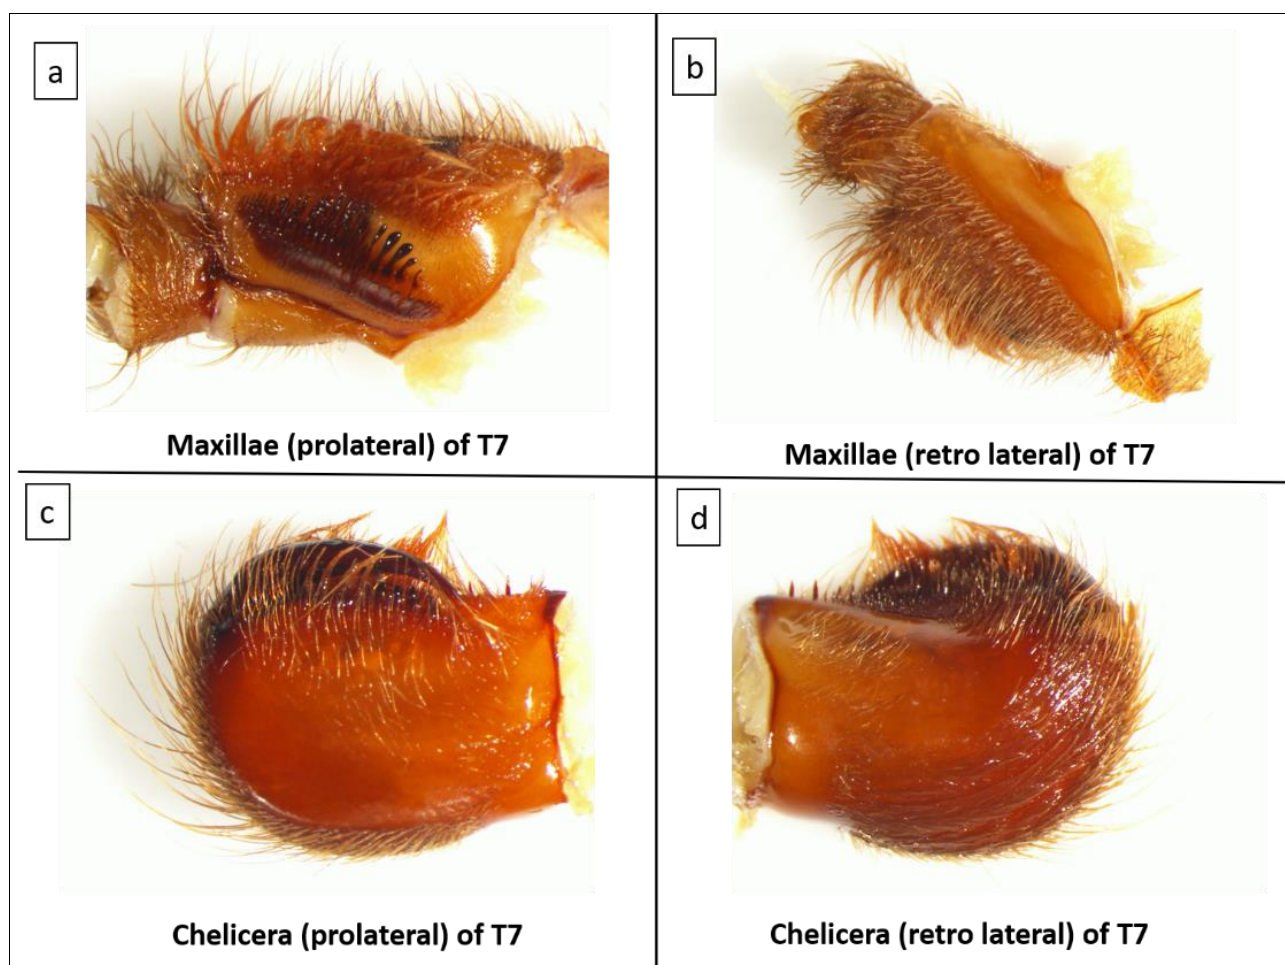 a
b
Maxillae (prolateral) of T7
Maxillae (retro lateral) of T7
c
d
Chelicera (prolateral) of T7
Chelicera (retro lateral) of T7